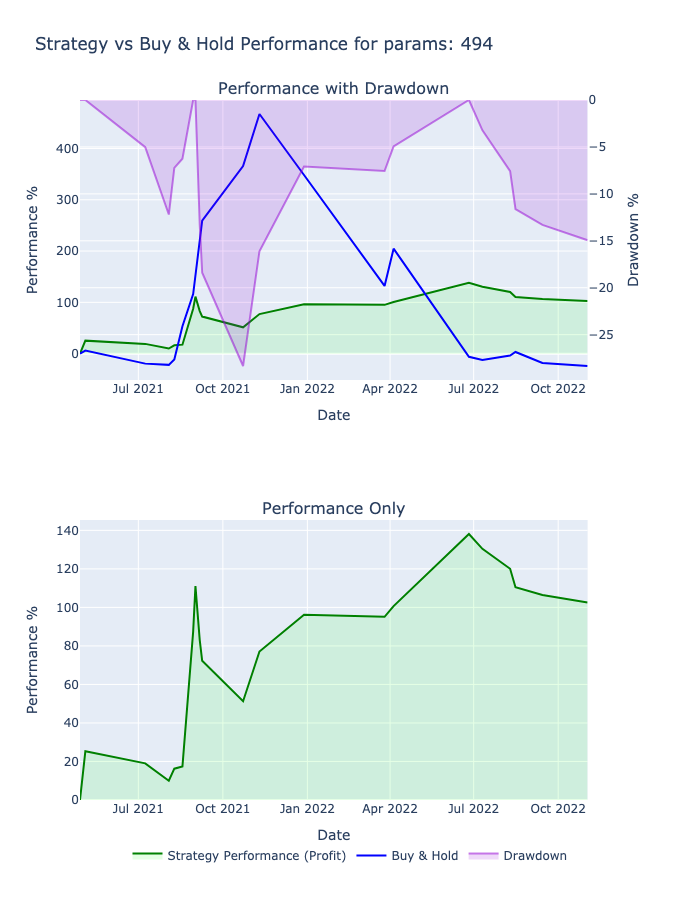 Strategy vs Buy & Hold Performance for params: 494
Performance with Drawdown
400
300
200
100
0
Performance %
0
−5
−10
−15
−20
−25
Drawdown %
Jul 2021 Oct 2021 Jan 2022 Apr 2022 Jul 2022 Oct 2022
Date
Performance Only
140
120
100
80
60
40
20
0
Performance %
Jul 2021 Oct 2021 Jan 2022 Apr 2022 Jul 2022 Oct 2022
Date
Strategy Performance (Profit) Buy & Hold Drawdown